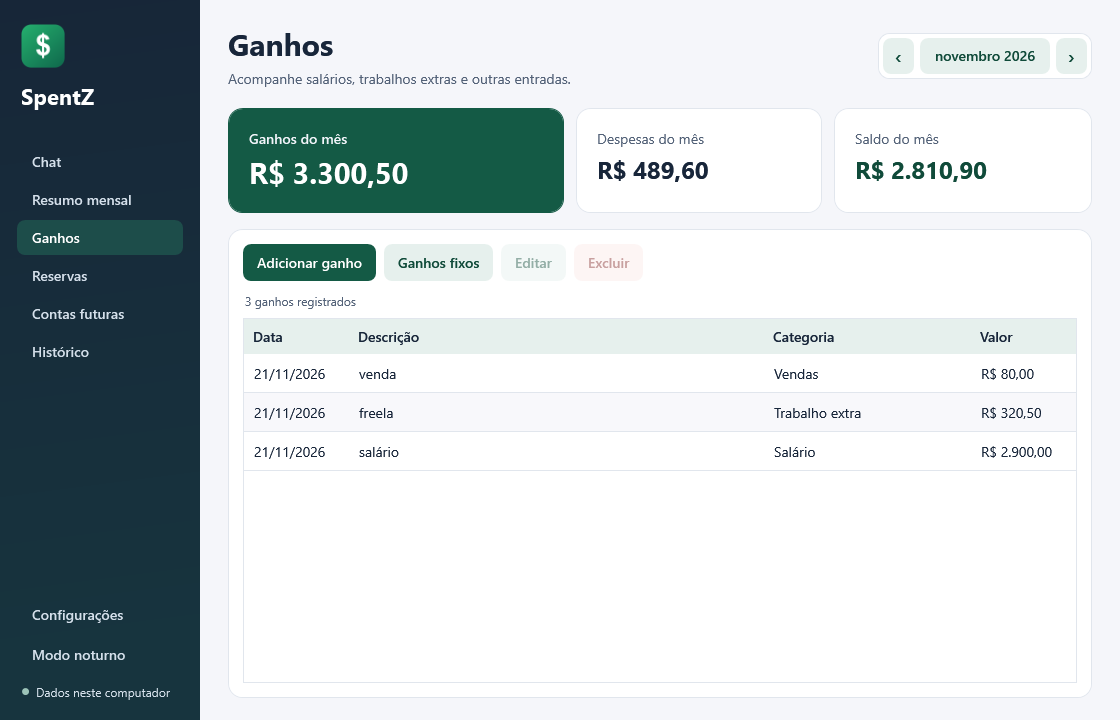 $
SpentZ
Chat
Resumo mensal
Ganhos
Reservas
Contas futuras
Histórico
Configurações
Modo noturno
Dados neste computador
Ganhos
Acompanhe salários, trabalhos extras e outras entradas.
‹ novembro 2026 ›
Ganhos do mês
R$ 3.300,50
Despesas do mês
R$ 489,60
Saldo do mês
R$ 2.810,90
Adicionar ganho Ganhos fixos Editar Excluir
3 ganhos registrados
Data Descrição Categoria Valor
21/11/2026 venda Vendas R$ 80,00
21/11/2026 freela Trabalho extra R$ 320,50
21/11/2026 salário Salário R$ 2.900,00